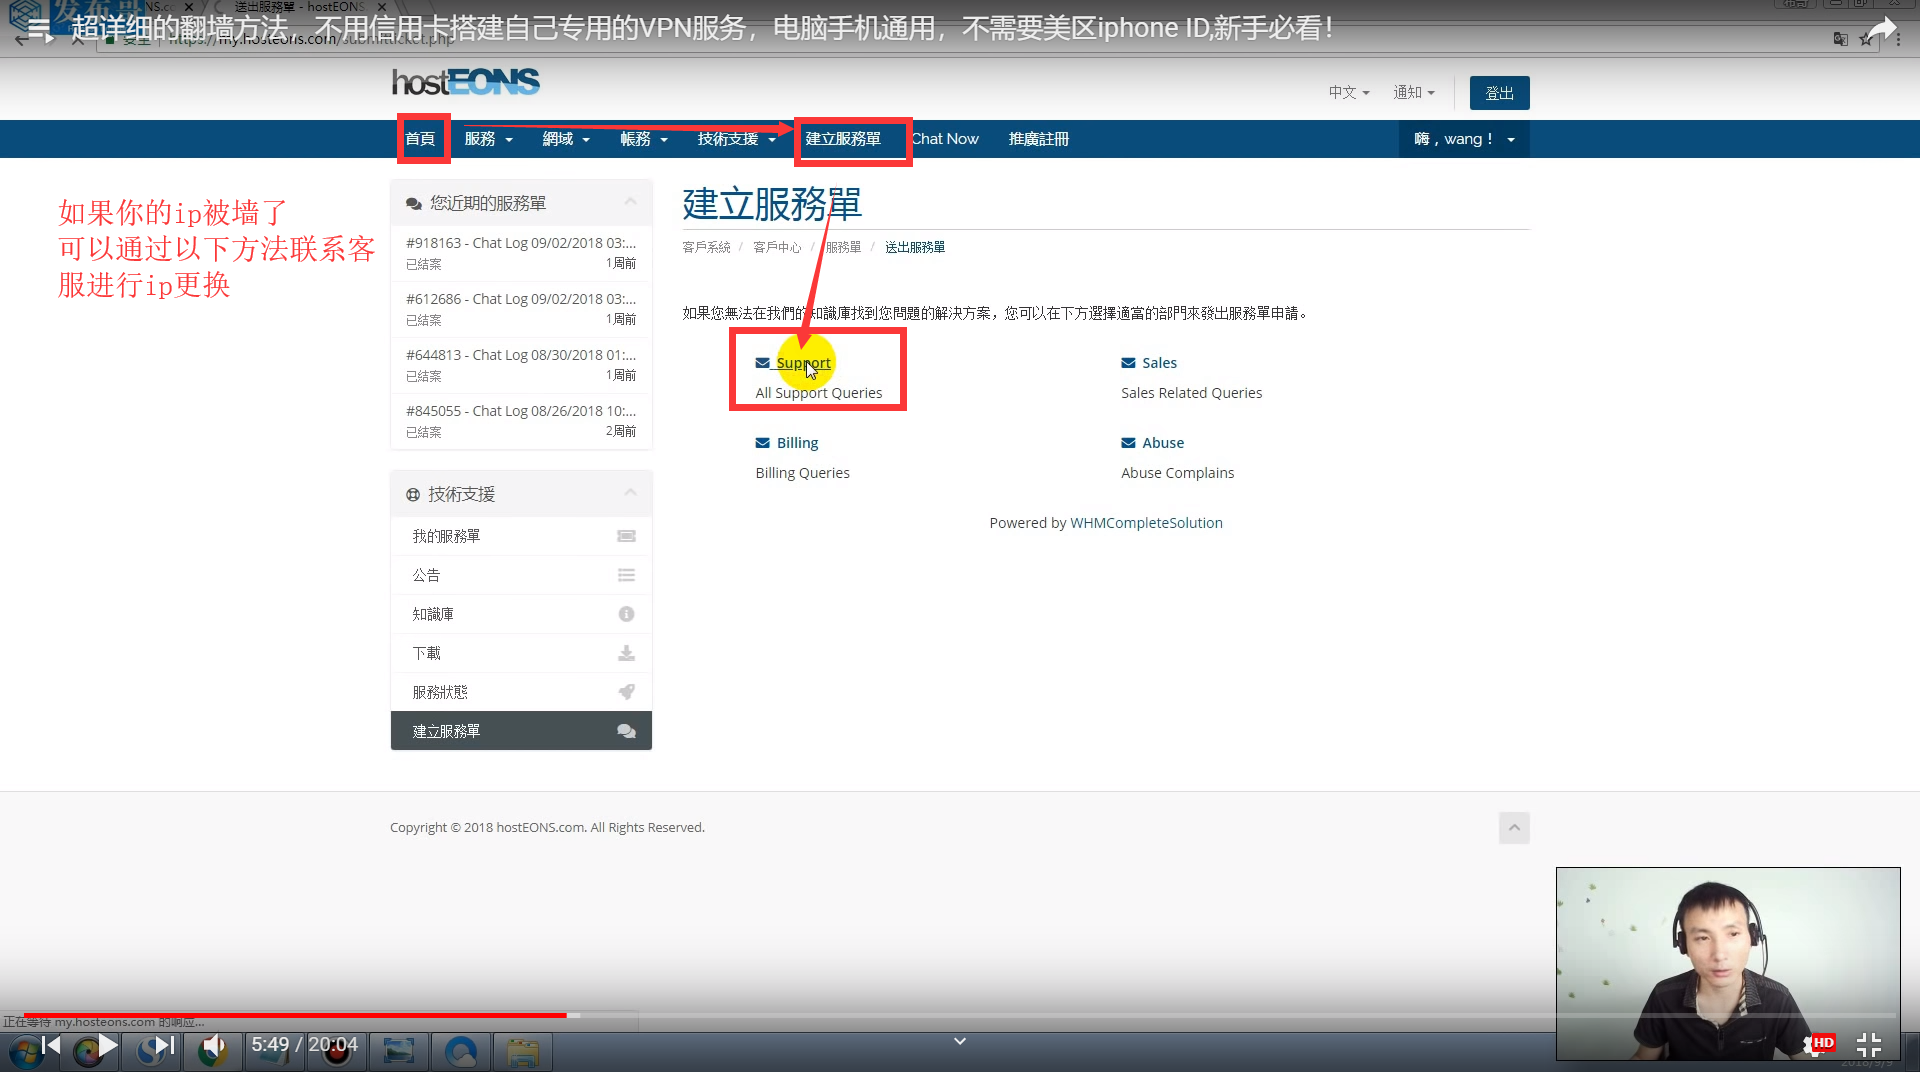 超详细的翻墙方法，不用信用卡搭建自己专用的VPN服务，电脑手机通用，不需要美区iphone ID,新手必看！
送出服務單 - hostEONS
安全 https://my.hosteons.com/submitticket.php
发布哥
hostEONS
中文
通知
登出
首頁 服務 網域 帳務 技術支援 建立服務單 Chat Now 推廣註冊 嗨，wang！
如果你的ip被墙了
可以通过以下方法联系客
服进行ip更换
您近期的服務單
#918163 - Chat Log 09/02/2018 03:...
已結案 1周前
#612686 - Chat Log 09/02/2018 03:...
已結案 1周前
#644813 - Chat Log 08/30/2018 01:...
已結案 1周前
#845055 - Chat Log 08/26/2018 10:...
已結案 2周前
技術支援
我的服務單
公告
知識庫
下載
服務狀態
建立服務單
建立服務單
客戶系統 / 客戶中心 / 服務單 / 送出服務單
如果您無法在我們的知識庫找到您問題的解決方案，您可以在下方選擇適當的部門來發出服務單申請。
Support
All Support Queries
Sales
Sales Related Queries
Billing
Billing Queries
Abuse
Abuse Complains
Powered by WHMCompleteSolution
Copyright © 2018 hostEONS.com. All Rights Reserved.
正在等待 my.hosteons.com 的响应...
5:49 / 20:04
HD